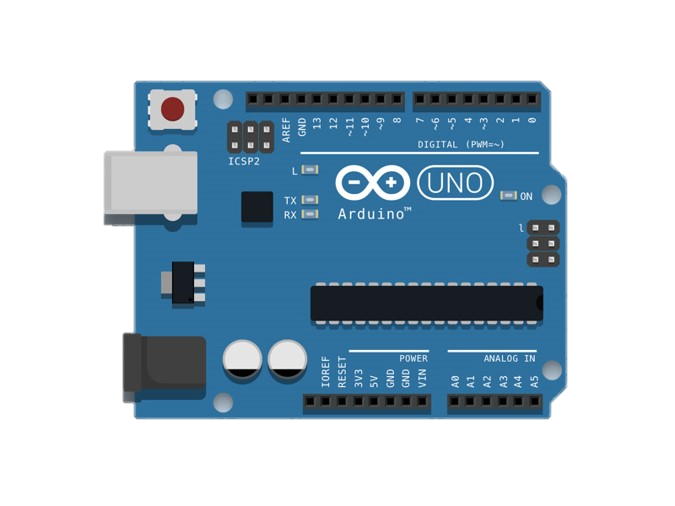 AREF GND 13 12 ~11 ~10 ~9 8 7 ~6 ~5 4 ~3 2 1 0
DIGITAL (PWM=~)
ICSP2
L
TX
RX
UNO
ON
Arduino™
l
POWER
ANALOG IN
IOREF RESET 3V3 5V GND GND VIN A0 A1 A2 A3 A4 A5